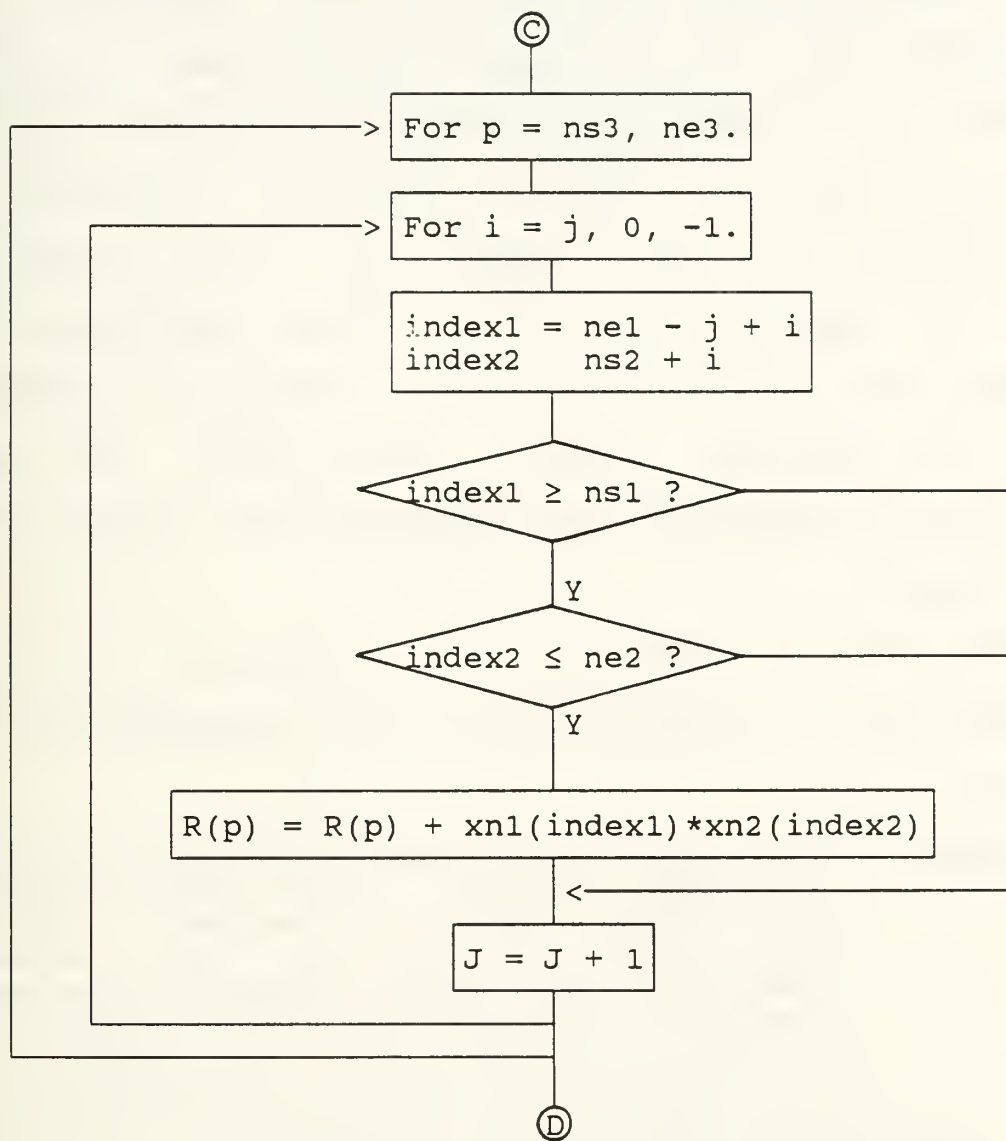 C
> For p = ns3, ne3.
> For i = j, 0, -1.
index1 = ne1 - j + i
index2 ns2 + i
index1 ≥ ns1 ?
Y
index2 ≤ ne2 ?
Y
R(p) = R(p) + xn1(index1)*xn2(index2)
<
J = J + 1
D